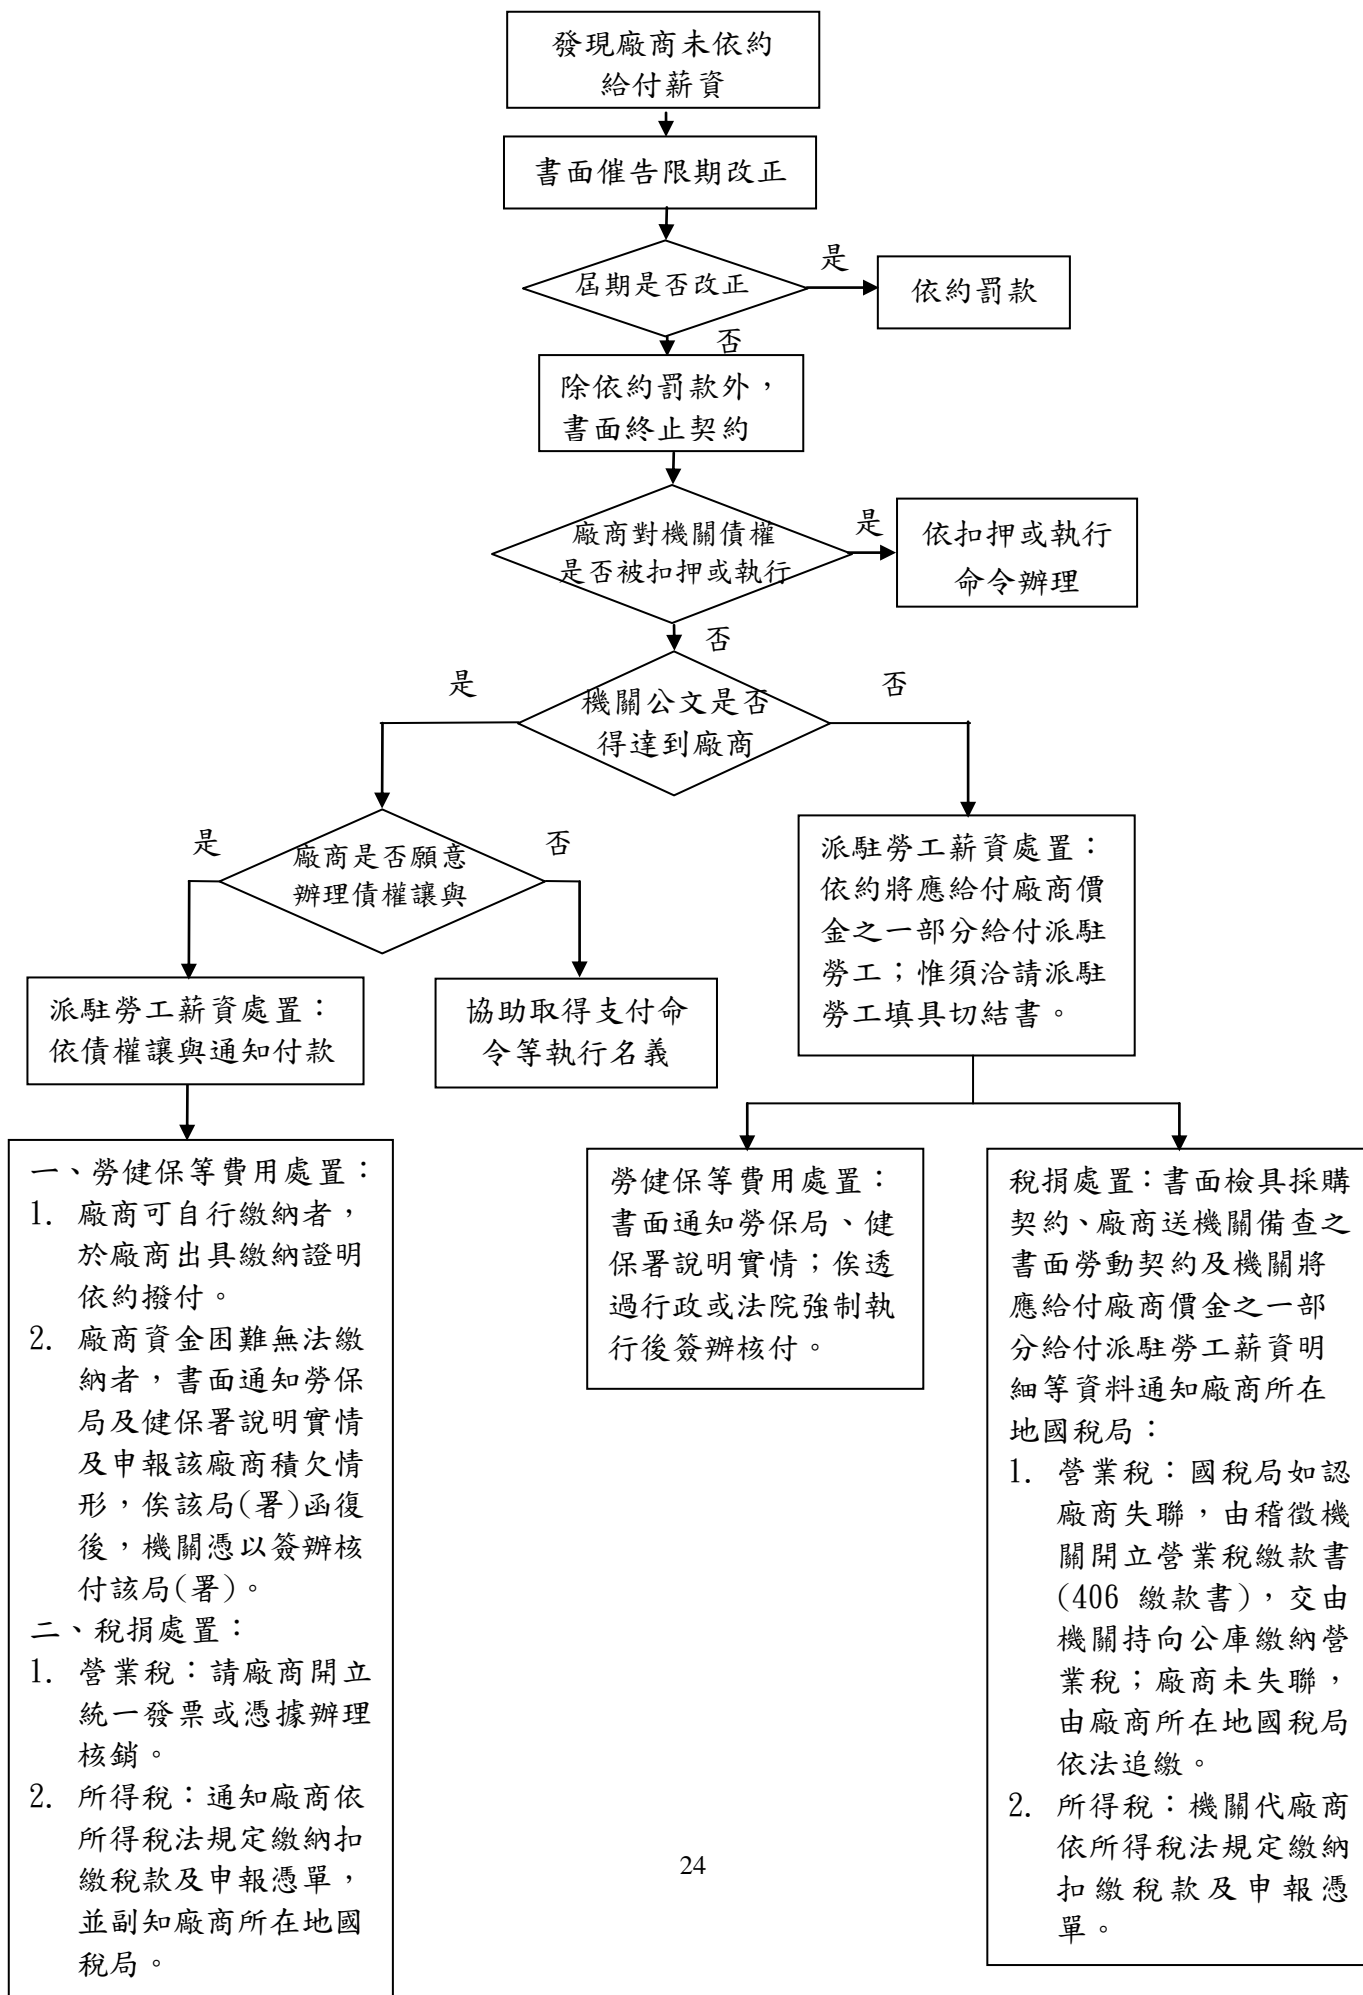 發現廠商未依約
給付薪資
書面催告限期改正
屆期是否改正
是
依約罰款
否
除依約罰款外，
書面終止契約
廠商對機關債權
是否被扣押或執行
是
依扣押或執行
命令辦理
否
機關公文是否
得達到廠商
是
否
廠商是否願意
辦理債權讓與
是
否
派駐勞工薪資處置：
依約將應給付廠商價
金之一部分給付派駐
勞工；惟須洽請派駐
勞工填具切結書。
派駐勞工薪資處置：
依債權讓與通知付款
協助取得支付命
令等執行名義
一、勞健保等費用處置：
1. 廠商可自行繳納者，
於廠商出具繳納證明
依約撥付。
2. 廠商資金困難無法繳
納者，書面通知勞保
局及健保署說明實情
及申報該廠商積欠情
形，俟該局(署)函復
後，機關憑以簽辦核
付該局(署)。
二、稅捐處置：
1. 營業稅：請廠商開立
統一發票或憑據辦理
核銷。
2. 所得稅：通知廠商依
所得稅法規定繳納扣
繳稅款及申報憑單，
並副知廠商所在地國
稅局。
勞健保等費用處置：
書面通知勞保局、健
保署說明實情；俟透
過行政或法院強制執
行後簽辦核付。
稅捐處置：書面檢具採購
契約、廠商送機關備查之
書面勞動契約及機關將
應給付廠商價金之一部
分給付派駐勞工薪資明
細等資料通知廠商所在
地國稅局：
1. 營業稅：國稅局如認
廠商失聯，由稽徵機
關開立營業稅繳款書
(406 繳款書)，交由
機關持向公庫繳納營
業稅；廠商未失聯，
由廠商所在地國稅局
依法追繳。
2. 所得稅：機關代廠商
依所得稅法規定繳納
扣繳稅款及申報憑
單。
24